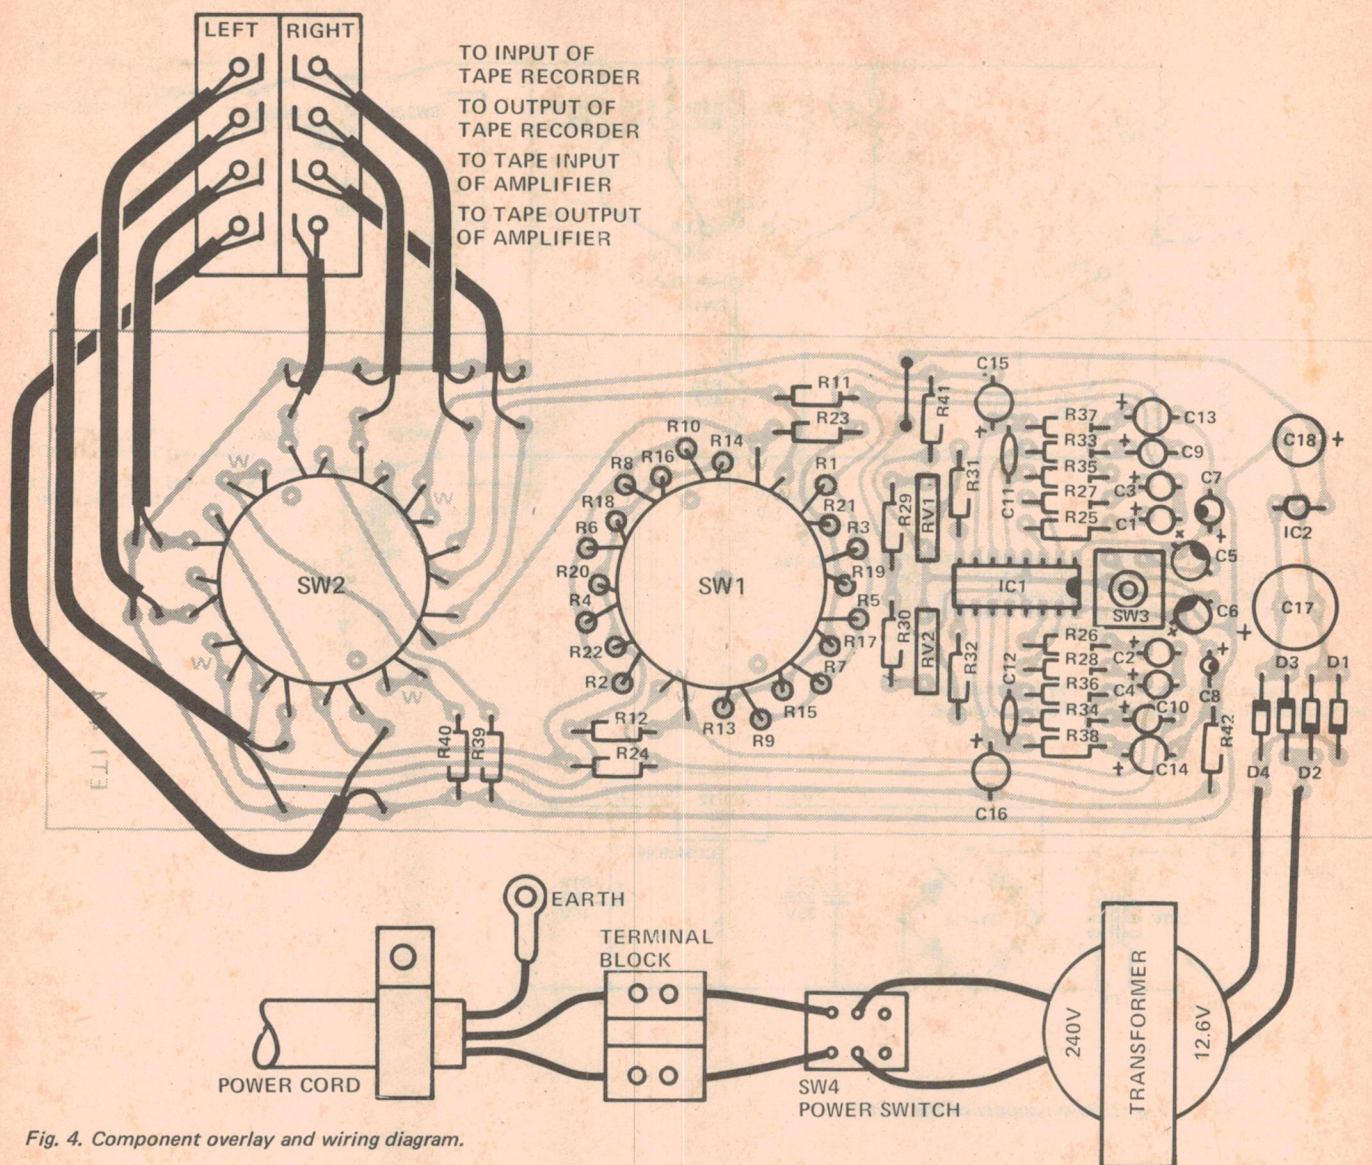 LEFT RIGHT
TO INPUT OF
TAPE RECORDER
TO OUTPUT OF
TAPE RECORDER
TO TAPE INPUT
OF AMPLIFIER
TO TAPE OUTPUT
OF AMPLIFIER
C15
R11
R23
R41
R10
R14
R37
C13
R33
C9
C18 +
R8
R16
R1
R35
R31
C11
R27
C3
C7
R18
R21
R29
RV1
R25
C1
IC2
W
W
R6
R3
C5
R20
R19
SW2
SW1
IC1
SW3
C17
R4
R5
R30
C6
R22
R17
RV2
R32
R26
C2
R28
W
R2
R7
C12
R36
C4
C8
D3
D1
W
R15
R34
C10
R13
R9
R12
R38
R42
R40
R39
R24
C14
D4
D2
C16
EARTH
TERMINAL
BLOCK
POWER CORD
SW4
POWER SWITCH
240V
TRANSFORMER
12.6V
Fig. 4. Component overlay and wiring diagram.